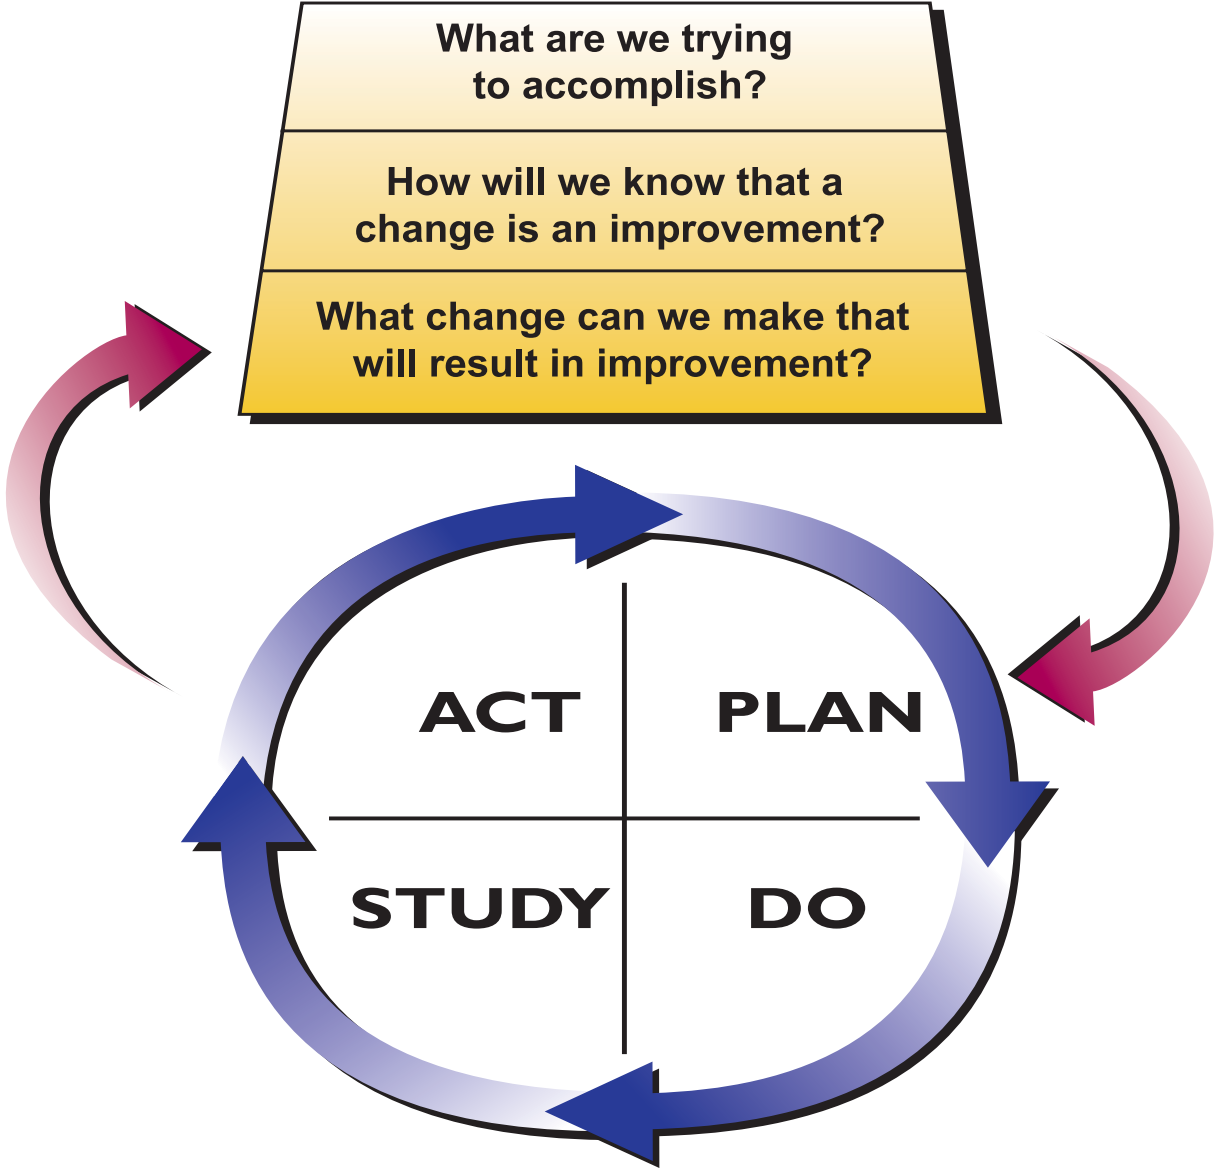 What are we trying
to accomplish?
How will we know that a
change is an improvement?
What change can we make that
will result in improvement?
ACT
PLAN
STUDY
DO